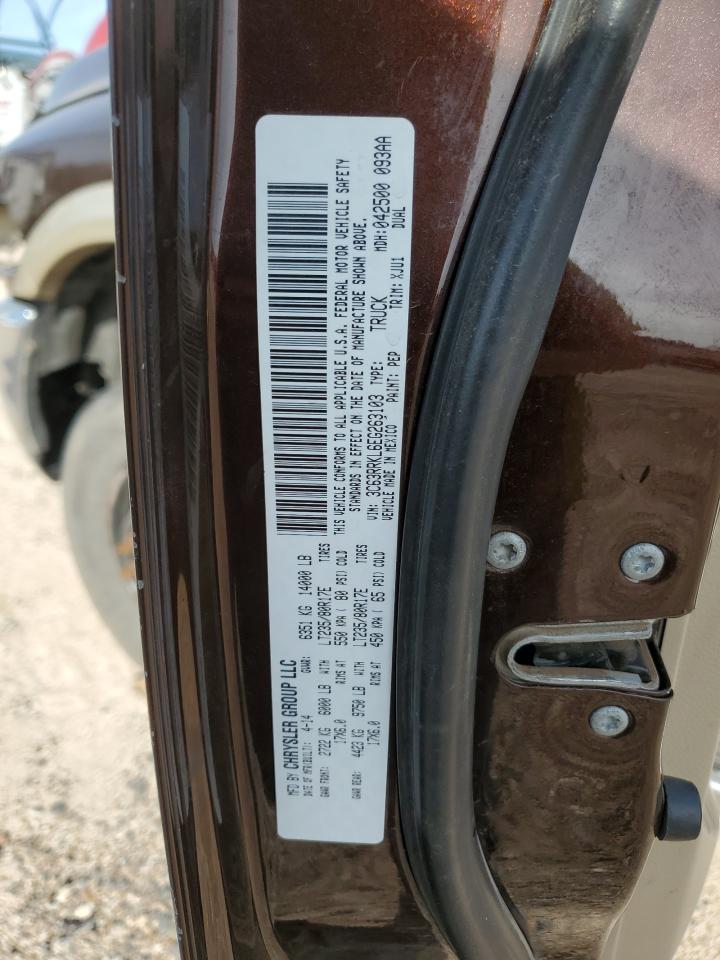 MFD BY CHRYSLER GROUP LLC
DATE OF MFR(BUILT): 4-14 GVWR: 6351 KG 14000 LB
GAWR FRONT: 2722 KG 6000 LB WITH LT235/80R17E TIRES
17X6.0 RIMS AT 550 KPA ( 80 PSI) COLD
GAWR REAR: 4423 KG 9750 LB WITH LT235/80R17E TIRES
17X6.0 RIMS AT 450 KPA ( 65 PSI) COLD
THIS VEHICLE CONFORMS TO ALL APPLICABLE U.S.A. FEDERAL MOTOR VEHICLE SAFETY
STANDARDS IN EFFECT ON THE DATE OF MANUFACTURE SHOWN ABOVE.
VIN: 3C63RRKL6EG263103 TYPE: TRUCK MDH:042500 093AA
DUAL
VEHICLE MADE IN MEXICO PAINT: PEP TRIM: XJU1